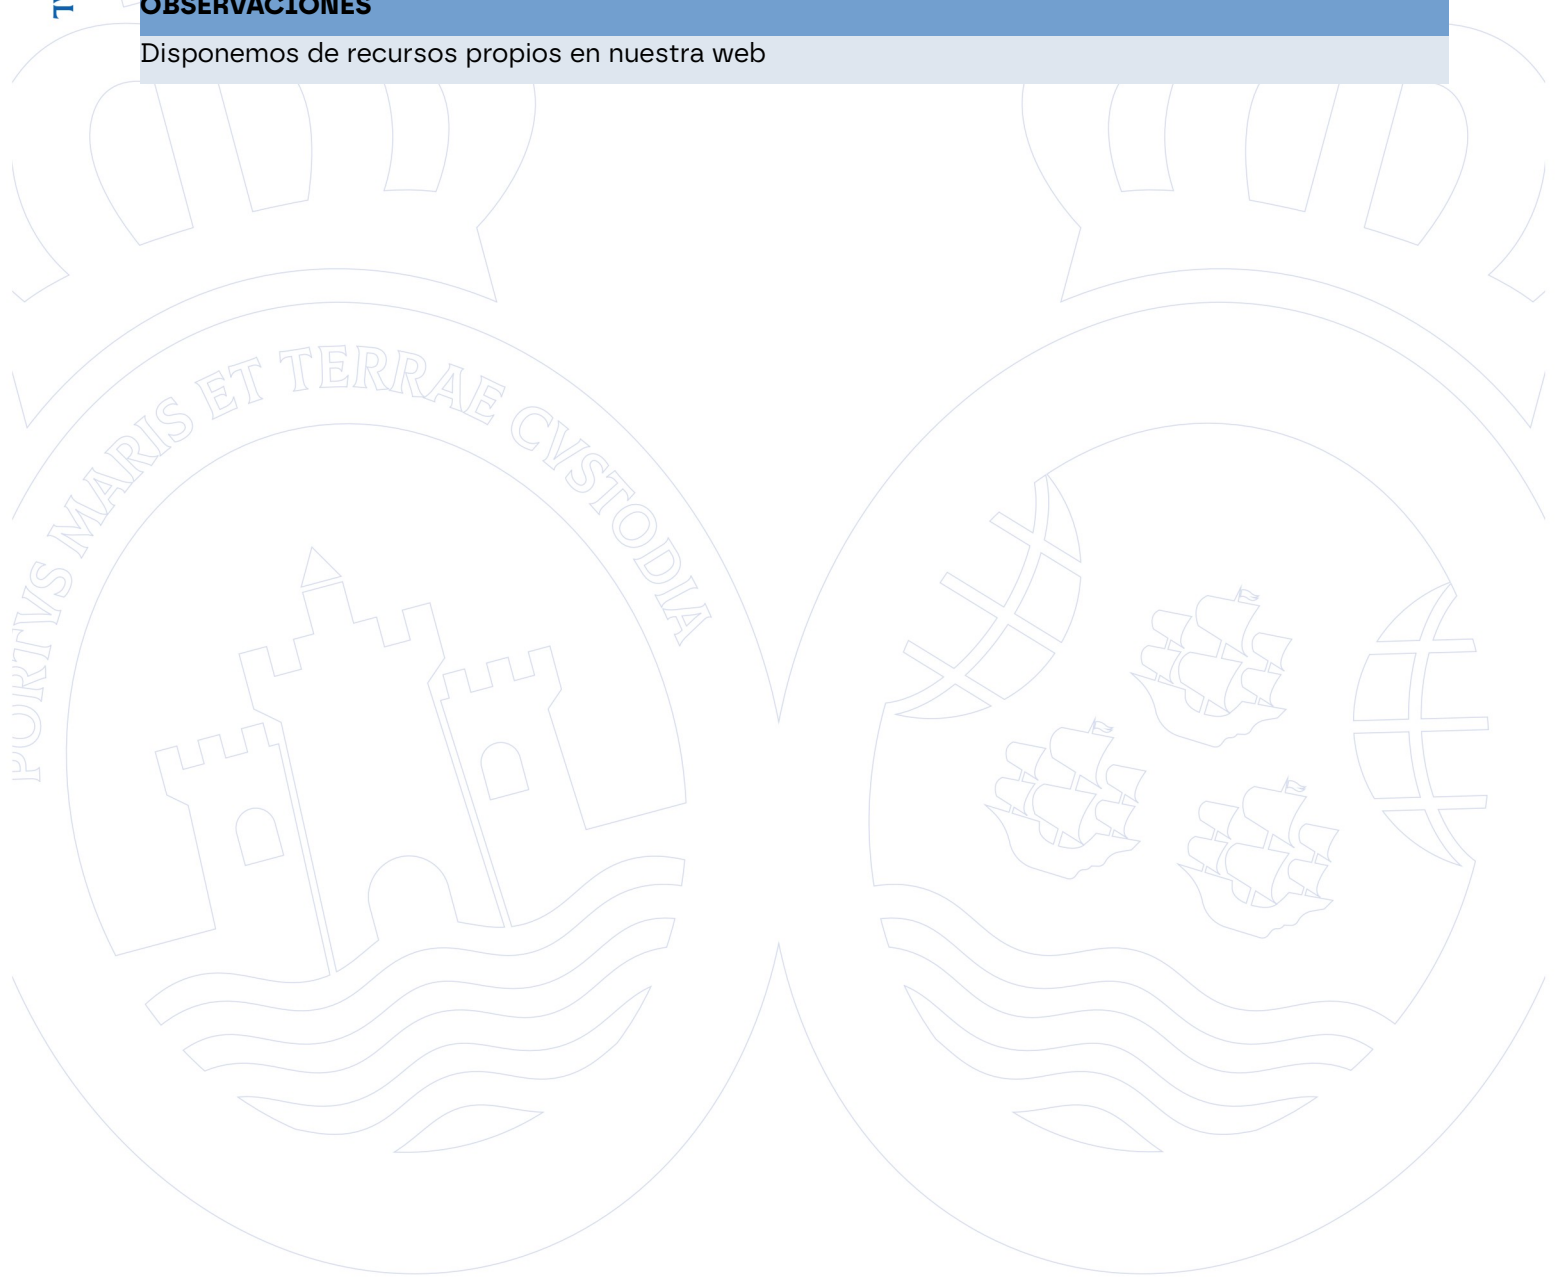 OBSERVACIONES
Disponemos de recursos propios en nuestra web
PORTVS MARIS ET TERRAE CVSTODIA